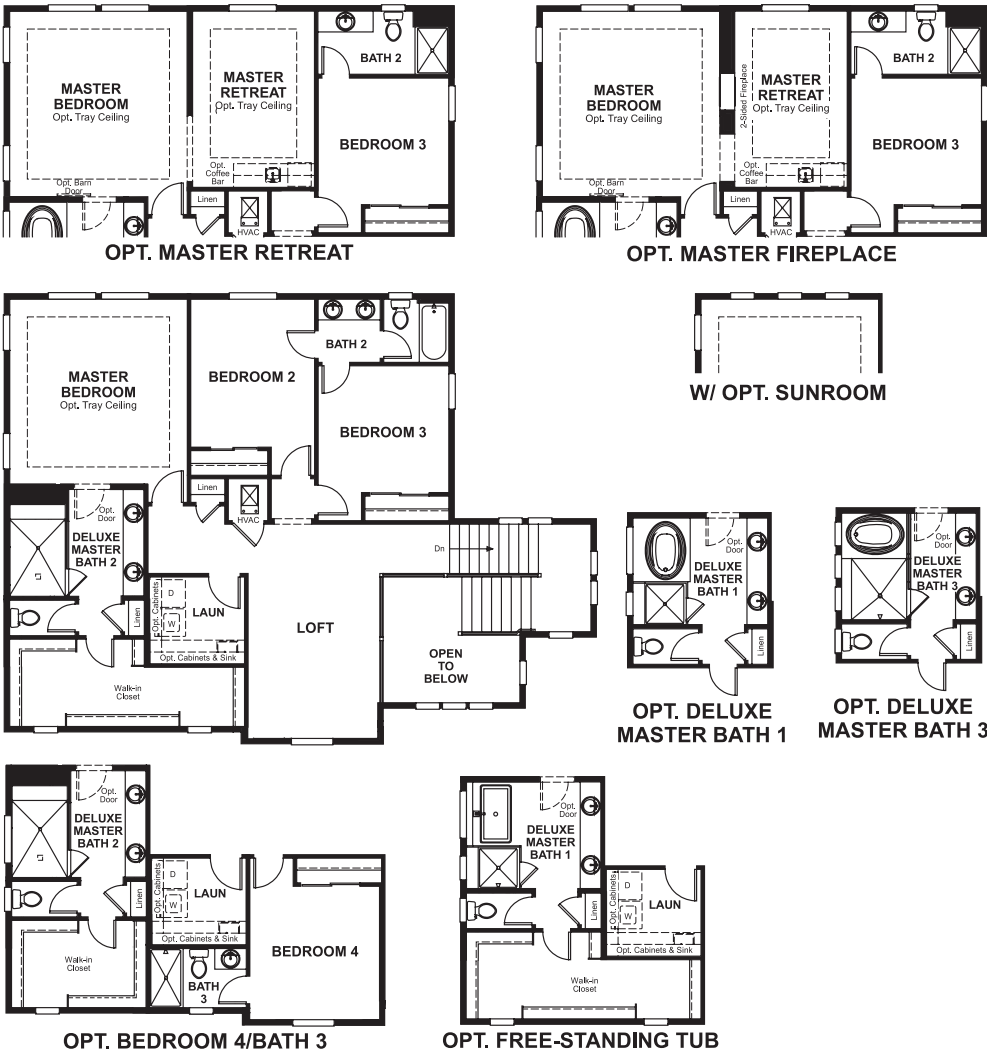 MASTER
BEDROOM
Opt. Tray Ceiling
MASTER
RETREAT
Opt. Tray Ceiling
BATH 2
BEDROOM 3
Opt.
Coffee
Bar
Opt. Barn
Door
Linen
HVAC
OPT. MASTER RETREAT
MASTER
BEDROOM
Opt. Tray Ceiling
2-Sided Fireplace
MASTER
RETREAT
Opt. Tray Ceiling
BATH 2
BEDROOM 3
Opt.
Coffee
Bar
Opt. Barn
Door
Linen
HVAC
OPT. MASTER FIREPLACE
MASTER
BEDROOM
Opt. Tray Ceiling
BEDROOM 2
BATH 2
BEDROOM 3
Linen
HVAC
Opt.
Door
DELUXE
MASTER
BATH 2
Linen
Opt. Cabinets
D
W
LAUN
Opt. Cabinets & Sink
Walk-in
Closet
LOFT
Dn
OPEN
TO
BELOW
W/ OPT. SUNROOM
Opt.
Door
DELUXE
MASTER
BATH 1
Linen
OPT. DELUXE
MASTER BATH 1
Opt.
Door
DELUXE
MASTER
BATH 3
Linen
OPT. DELUXE
MASTER BATH 3
Opt.
Door
DELUXE
MASTER
BATH 2
Linen
Opt. Cabinets
D
W
LAUN
Opt. Cabinets & Sink
Walk-in
Closet
BATH
3
BEDROOM 4
OPT. BEDROOM 4/BATH 3
Opt.
Door
DELUXE
MASTER
BATH 1
Linen
Opt. Cabinets
D
W
LAUN
Opt. Cabinets & Sink
Walk-in
Closet
OPT. FREE-STANDING TUB